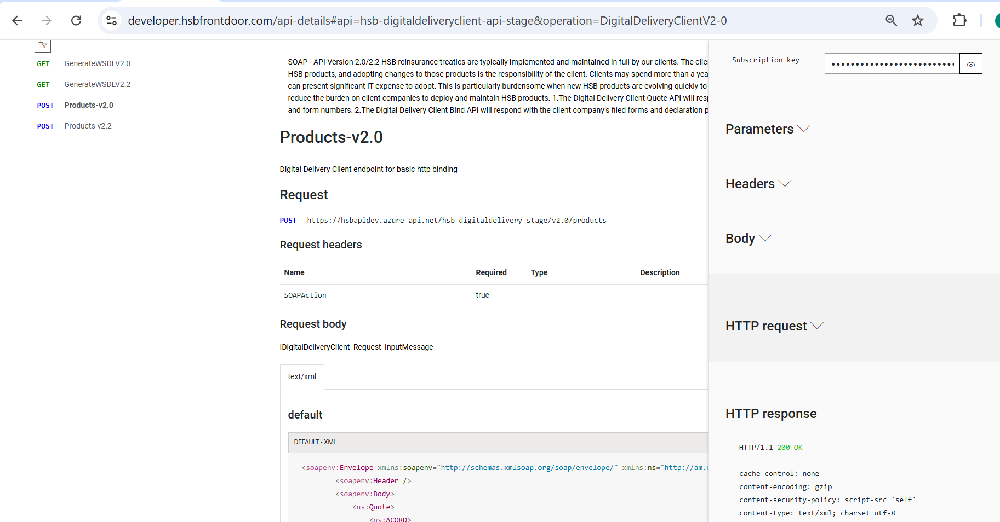 developer.hsbfrontdoor.com/api-details#api=hsb-digitaldeliveryclient-api-stage&operation=DigitalDeliveryClientV2-0
GET GenerateWSDLV2.0
GET GenerateWSDLV2.2
POST Products-v2.0
POST Products-v2.2
SOAP - API Version 2.0/2.2 HSB reinsurance treaties are typically implemented and maintained in full by our clients. The
HSB products, and adopting changes to those products is the responsibility of the client. Clients may spend more than a
can present significant IT expense to adopt. This is particularly burdensome when new HSB products are evolving quickly to
reduce the burden on client companies to deploy and maintain HSB products. 1.The Digital Delivery Client Quote API will
and form numbers. 2.The Digital Delivery Client Bind API will respond with the client company's filed forms and declaration
Products-v2.0
Digital Delivery Client endpoint for basic http binding
Request
POST https://hsbapidev.azure-api.net/hsb-digitaldelivery-stage/v2.0/products
Request headers
Name Required Type Description
SOAPAction true
Request body
IDigitalDeliveryClient_Request_InputMessage
text/xml
default
DEFAULT - XML
<soapenv:Envelope xmlns:soapenv="http://schemas.xmlsoap.org/soap/envelope/" xmlns:ns="http://am.
<soapenv:Header />
<soapenv:Body>
<ns:Quote>
<ns:ACORD>
Subscription key
Parameters
Headers
Body
HTTP request
HTTP response
HTTP/1.1 200 OK
cache-control: none
content-encoding: gzip
content-security-policy: script-src 'self'
content-type: text/xml; charset=utf-8